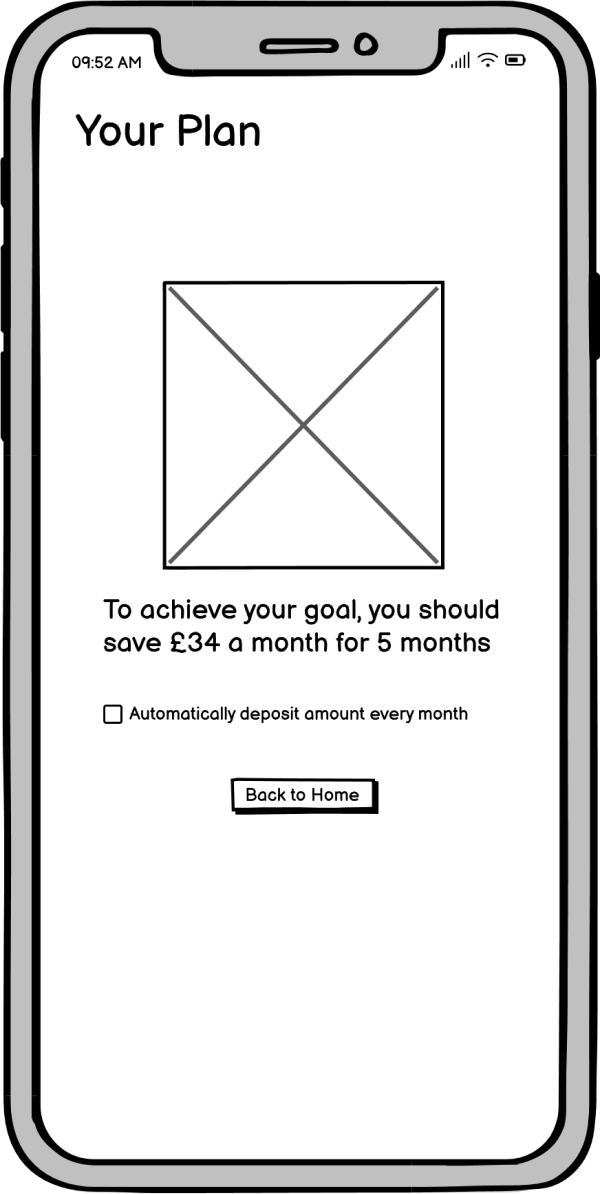 09:52 AM
Your Plan
To achieve your goal, you should
save £34 a month for 5 months
Automatically deposit amount every month
Back to Home